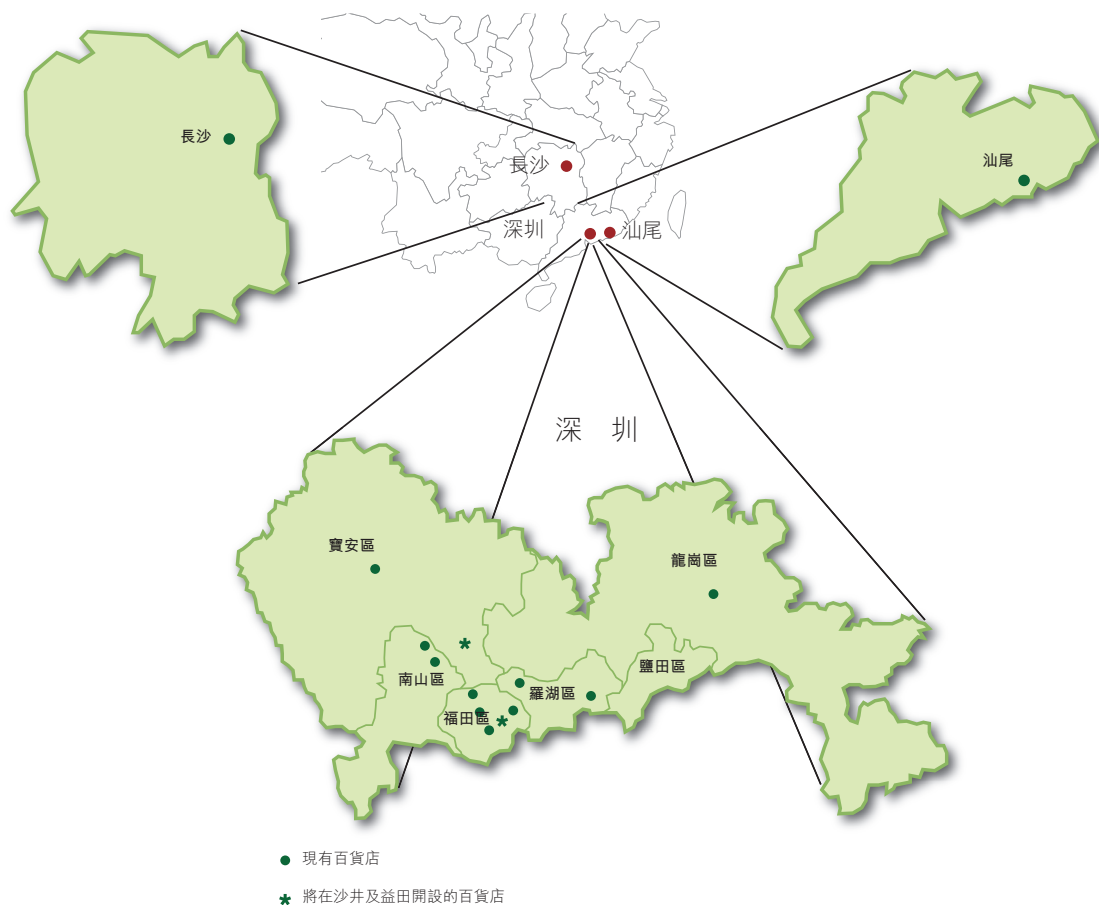 長沙
汕尾
長沙
深圳
汕尾
深 圳
寶安區
龍崗區
南山區
福田區
羅湖區
鹽田區
現有百貨店
* 將在沙井及益田開設的百貨店